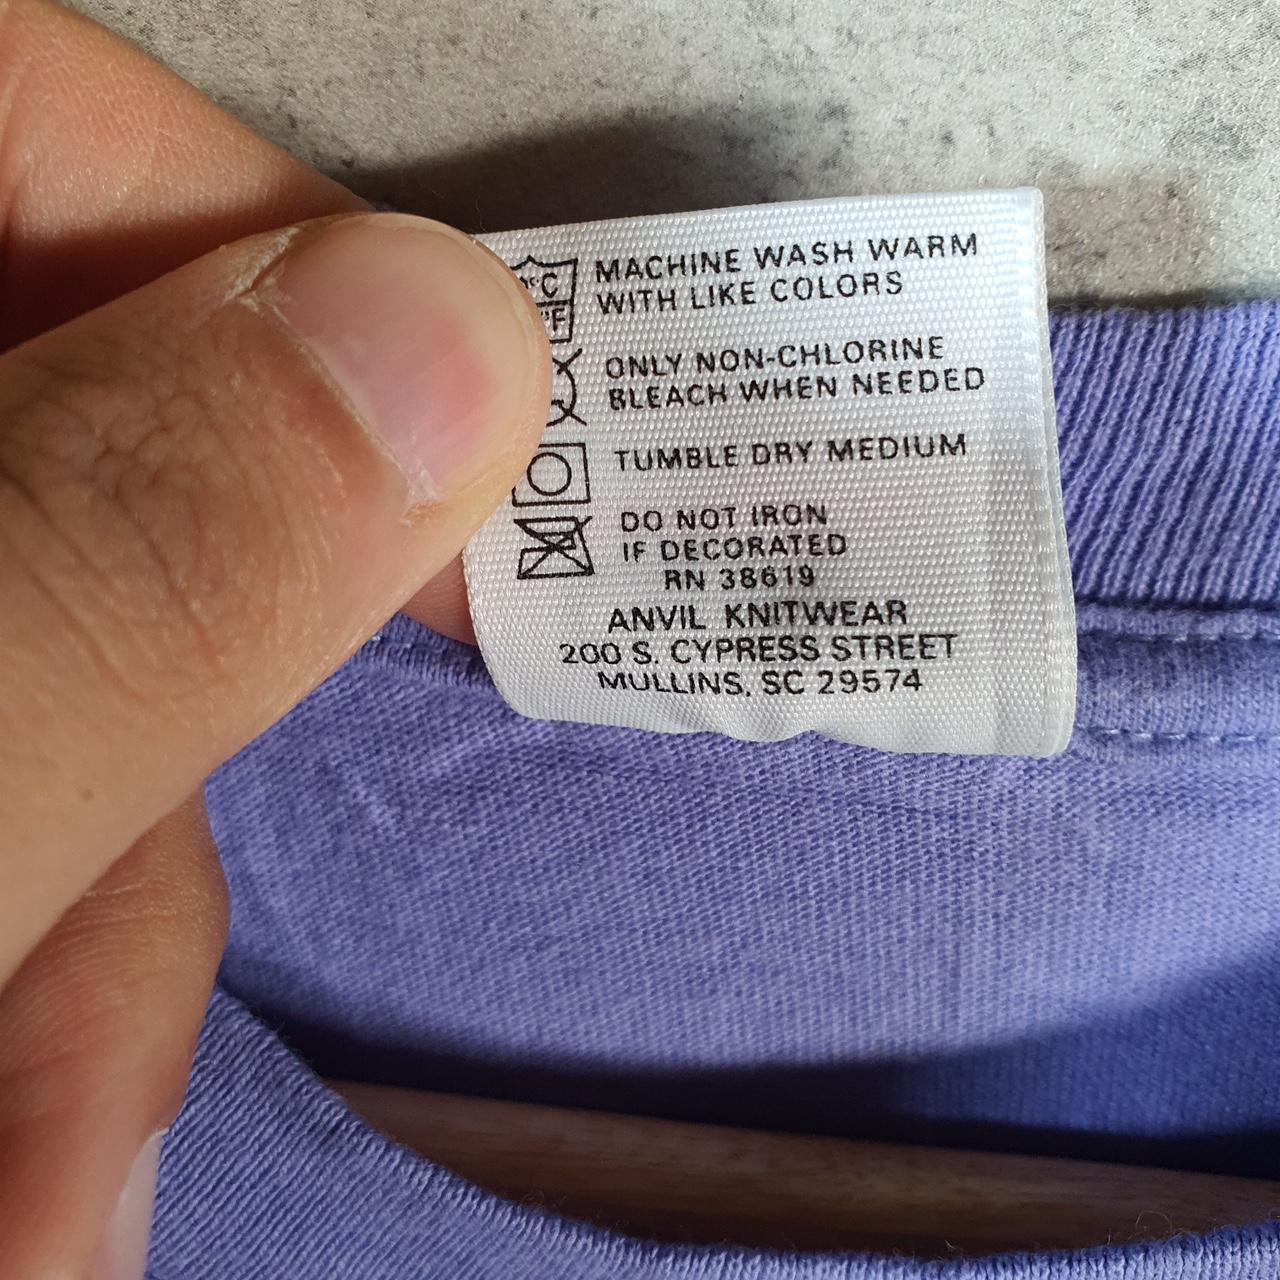 °C
°F
MACHINE WASH WARM
WITH LIKE COLORS
ONLY NON-CHLORINE
BLEACH WHEN NEEDED
TUMBLE DRY MEDIUM
DO NOT IRON
IF DECORATED
RN 38619
ANVIL KNITWEAR
200 S. CYPRESS STREET
MULLINS, SC 29574